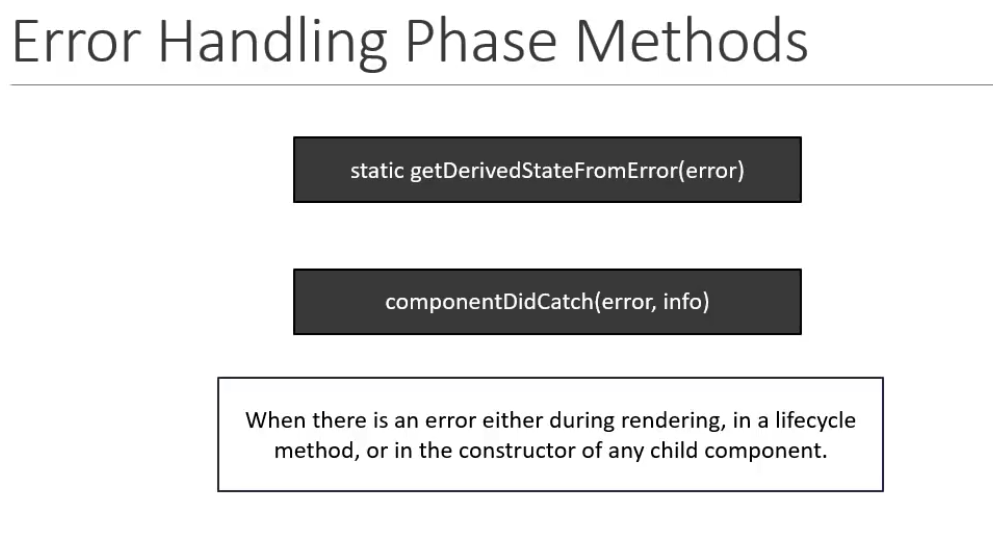 Error Handling Phase Methods
static getDerivedStateFromError(error)
componentDidCatch(error, info)
When there is an error either during rendering, in a lifecycle
method, or in the constructor of any child component.